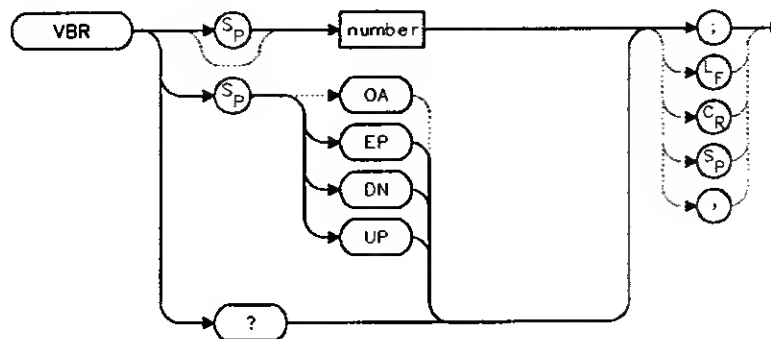 VBR
SP
number
;
SP
OA
LF
EP
CR
DN
SP
UP
,
?